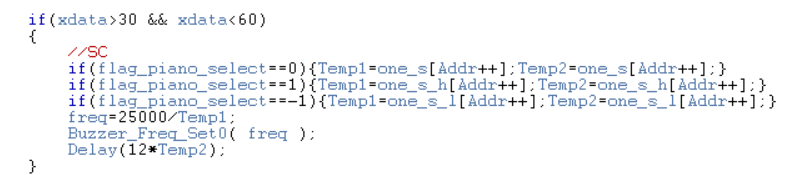 if(xdata>30 && xdata<60)
{
//SC
if(flag_piano_select==0){Temp1=one_s[Addr++];Temp2=one_s[Addr++];}
if(flag_piano_select==1){Temp1=one_s_h[Addr++];Temp2=one_s_h[Addr++];}
if(flag_piano_select==-1){Temp1=one_s_l[Addr++];Temp2=one_s_l[Addr++];}
freq=25000/Temp1;
Buzzer_Freq_Set0( freq );
Delay(12*Temp2);
}